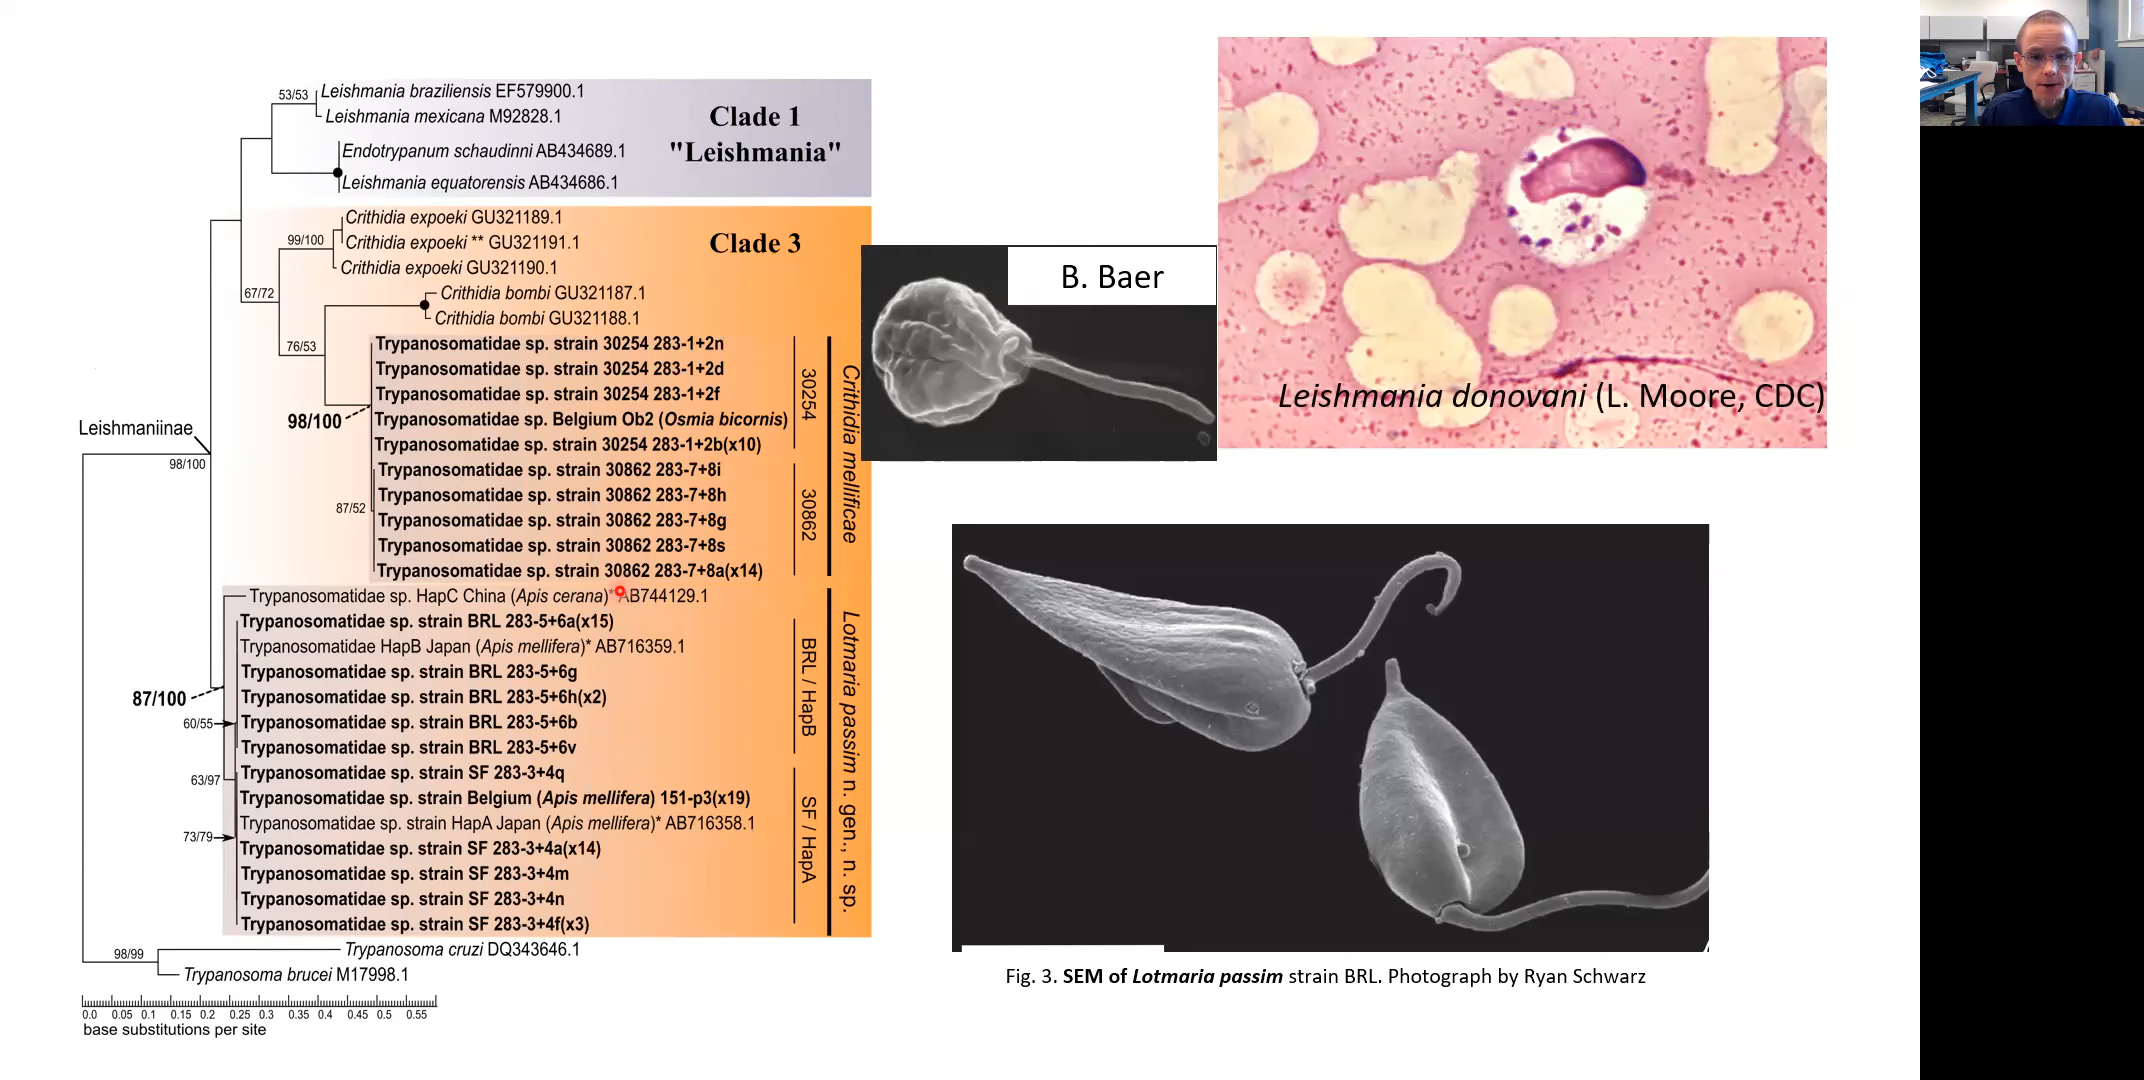 53/53
Leishmania braziliensis EF579900.1
Leishmania mexicana M92828.1
Endotrypanum schaudinni AB434689.1
Leishmania equatorensis AB434686.1
Clade 1
"Leishmania"
Crithidia expoeki GU321189.1
99/100
Crithidia expoeki ** GU321191.1
Crithidia expoeki GU321190.1
Clade 3
67/72
Crithidia bombi GU321187.1
Crithidia bombi GU321188.1
76/53
Trypanosomatidae sp. strain 30254 283-1+2n
Trypanosomatidae sp. strain 30254 283-1+2d
Trypanosomatidae sp. strain 30254 283-1+2f
98/100
Trypanosomatidae sp. Belgium Ob2 (Osmia bicornis)
Trypanosomatidae sp. strain 30254 283-1+2b(x10)
30254
Leishmaniinae
98/100
Trypanosomatidae sp. strain 30862 283-7+8i
Trypanosomatidae sp. strain 30862 283-7+8h
87/52
Trypanosomatidae sp. strain 30862 283-7+8g
Trypanosomatidae sp. strain 30862 283-7+8s
Trypanosomatidae sp. strain 30862 283-7+8a(x14)
30862
Crithidia mellificae
Trypanosomatidae sp. HapC China (Apis cerana)* AB744129.1
Trypanosomatidae sp. strain BRL 283-5+6a(x15)
Trypanosomatidae HapB Japan (Apis mellifera)* AB716359.1
Trypanosomatidae sp. strain BRL 283-5+6g
87/100
Trypanosomatidae sp. strain BRL 283-5+6h(x2)
60/55
Trypanosomatidae sp. strain BRL 283-5+6b
Trypanosomatidae sp. strain BRL 283-5+6v
BRL / HapB
63/97
Trypanosomatidae sp. strain SF 283-3+4q
Trypanosomatidae sp. strain Belgium (Apis mellifera) 151-p3(x19)
Trypanosomatidae sp. strain HapA Japan (Apis mellifera)* AB716358.1
73/79
Trypanosomatidae sp. strain SF 283-3+4a(x14)
Trypanosomatidae sp. strain SF 283-3+4m
Trypanosomatidae sp. strain SF 283-3+4n
Trypanosomatidae sp. strain SF 283-3+4f(x3)
SF / HapA
Lotmaria passim n. gen., n. sp.
98/99
Trypanosoma cruzi DQ343646.1
Trypanosoma brucei M17998.1
0.0 0.05 0.1 0.15 0.2 0.25 0.3 0.35 0.4 0.45 0.5 0.55
base substitutions per site
B. Baer
Leishmania donovani (L. Moore, CDC)
Fig. 3. SEM of Lotmaria passim strain BRL. Photograph by Ryan Schwarz